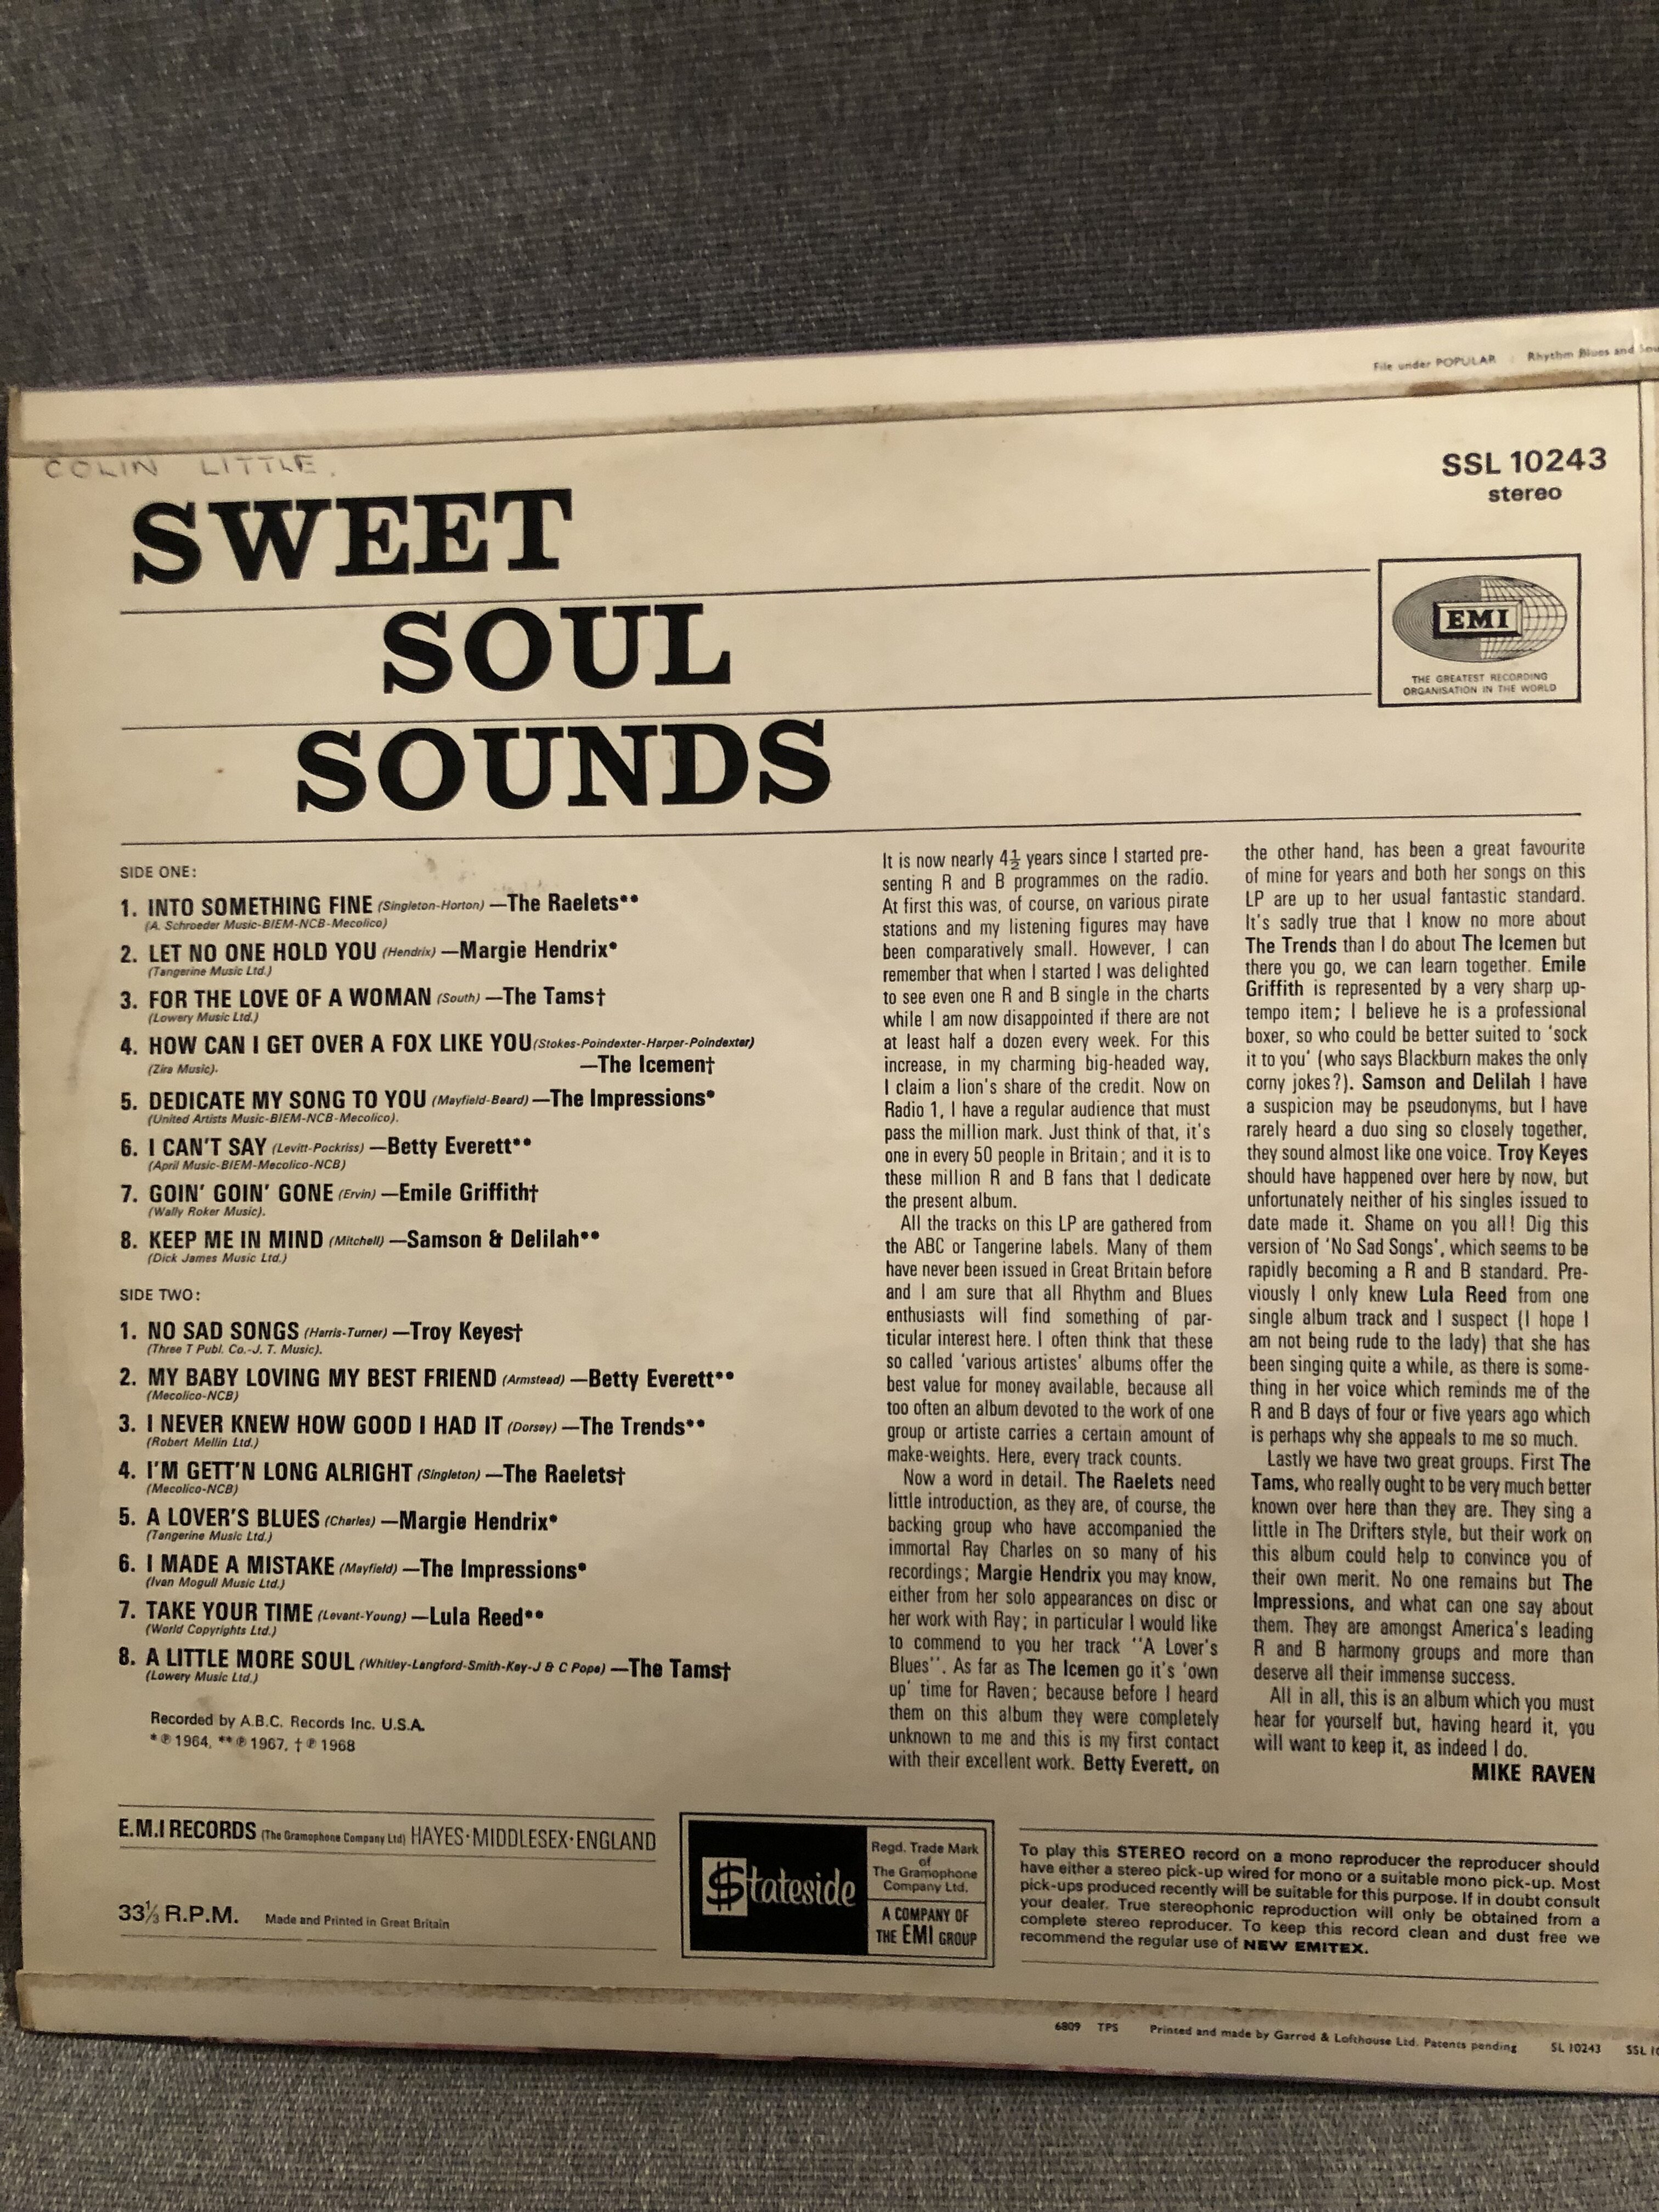 File under POPULAR : Rhythm Blues and
COLIN LITTLE.
SSL 10243
stereo
SWEET
SOUL
SOUNDS
EMI
THE GREATEST RECORDING
ORGANISATION IN THE WORLD
SIDE ONE:
1. INTO SOMETHING FINE (Singleton-Horton) —The Raelets**
(A. Schroeder Music-BIEM-NCB-Mecolico)
2. LET NO ONE HOLD YOU (Hendrix) —Margie Hendrix*
(Tangerine Music Ltd.)
3. FOR THE LOVE OF A WOMAN (South) —The Tams†
(Lowery Music Ltd.)
4. HOW CAN I GET OVER A FOX LIKE YOU (Stokes-Poindexter-Harper-Poindexter)
(Zira Music). —The Icemen†
5. DEDICATE MY SONG TO YOU (Mayfield-Beard) —The Impressions*
(United Artists Music-BIEM-NCB-Mecolico).
6. I CAN'T SAY (Levitt-Pockriss) —Betty Everett**
(April Music-BIEM-Mecolico-NCB)
7. GOIN' GOIN' GONE (Ervin) —Emile Griffith†
(Wally Roker Music).
8. KEEP ME IN MIND (Mitchell) —Samson & Delilah**
(Dick James Music Ltd.)
SIDE TWO:
1. NO SAD SONGS (Harris-Turner) —Troy Keyes†
(Three T Publ. Co.-J. T. Music).
2. MY BABY LOVING MY BEST FRIEND (Armstead) —Betty Everett**
(Mecolico-NCB)
3. I NEVER KNEW HOW GOOD I HAD IT (Dorsey) —The Trends**
(Robert Mellin Ltd.)
4. I'M GETT'N LONG ALRIGHT (Singleton) —The Raelets†
(Mecolico-NCB)
5. A LOVER'S BLUES (Charles) —Margie Hendrix*
(Tangerine Music Ltd.)
6. I MADE A MISTAKE (Mayfield) —The Impressions*
(Ivan Mogull Music Ltd.)
7. TAKE YOUR TIME (Levant-Young) —Lula Reed**
(World Copyrights Ltd.)
8. A LITTLE MORE SOUL (Whitley-Langford-Smith-Key-J & C Pope) —The Tams†
(Lowery Music Ltd.)
Recorded by A.B.C. Records Inc. U.S.A.
* ℗ 1964, ** ℗ 1967, † ℗ 1968
It is now nearly 4½ years since I started pre-
senting R and B programmes on the radio.
At first this was, of course, on various pirate
stations and my listening figures may have
been comparatively small. However, I can
remember that when I started I was delighted
to see even one R and B single in the charts
while I am now disappointed if there are not
at least half a dozen every week. For this
increase, in my charming big-headed way,
I claim a lion's share of the credit. Now on
Radio 1, I have a regular audience that must
pass the million mark. Just think of that, it's
one in every 50 people in Britain; and it is to
these million R and B fans that I dedicate
the present album.
All the tracks on this LP are gathered from
the ABC or Tangerine labels. Many of them
have never been issued in Great Britain before
and I am sure that all Rhythm and Blues
enthusiasts will find something of par-
ticular interest here. I often think that these
so called 'various artistes' albums offer the
best value for money available, because all
too often an album devoted to the work of one
group or artiste carries a certain amount of
make-weights. Here, every track counts.
Now a word in detail. The Raelets need
little introduction, as they are, of course, the
backing group who have accompanied the
immortal Ray Charles on so many of his
recordings; Margie Hendrix you may know,
either from her solo appearances on disc or
her work with Ray; in particular I would like
to commend to you her track "A Lover's
Blues". As far as The Icemen go it's 'own
up' time for Raven; because before I heard
them on this album they were completely
unknown to me and this is my first contact
with their excellent work. Betty Everett, on
the other hand, has been a great favourite
of mine for years and both her songs on this
LP are up to her usual fantastic standard.
It's sadly true that I know no more about
The Trends than I do about The Icemen but
there you go, we can learn together. Emile
Griffith is represented by a very sharp up-
tempo item; I believe he is a professional
boxer, so who could be better suited to 'sock
it to you' (who says Blackburn makes the only
corny jokes?). Samson and Delilah I have
a suspicion may be pseudonyms, but I have
rarely heard a duo sing so closely together,
they sound almost like one voice. Troy Keyes
should have happened over here by now, but
unfortunately neither of his singles issued to
date made it. Shame on you all! Dig this
version of 'No Sad Songs', which seems to be
rapidly becoming a R and B standard. Pre-
viously I only knew Lula Reed from one
single album track and I suspect (I hope I
am not being rude to the lady) that she has
been singing quite a while, as there is some-
thing in her voice which reminds me of the
R and B days of four or five years ago which
is perhaps why she appeals to me so much.
Lastly we have two great groups. First The
Tams, who really ought to be very much better
known over here than they are. They sing a
little in The Drifters style, but their work on
this album could help to convince you of
their own merit. No one remains but The
Impressions, and what can one say about
them. They are amongst America's leading
R and B harmony groups and more than
deserve all their immense success.
All in all, this is an album which you must
hear for yourself but, having heard it, you
will want to keep it, as indeed I do.
MIKE RAVEN
E.M.I RECORDS (The Gramophone Company Ltd) HAYES·MIDDLESEX·ENGLAND
33⅓ R.P.M. Made and Printed in Great Britain
$tateside
Regd. Trade Mark
of
The Gramophone
Company Ltd.
A COMPANY OF
THE EMI GROUP
To play this STEREO record on a mono reproducer the reproducer should
have either a stereo pick-up wired for mono or a suitable mono pick-up. Most
pick-ups produced recently will be suitable for this purpose. If in doubt consult
your dealer. True stereophonic reproduction will only be obtained from a
complete stereo reproducer. To keep this record clean and dust free we
recommend the regular use of NEW EMITEX.
6809 TPS Printed and made by Garrod & Lofthouse Ltd. Patents pending SL 10243 SSL